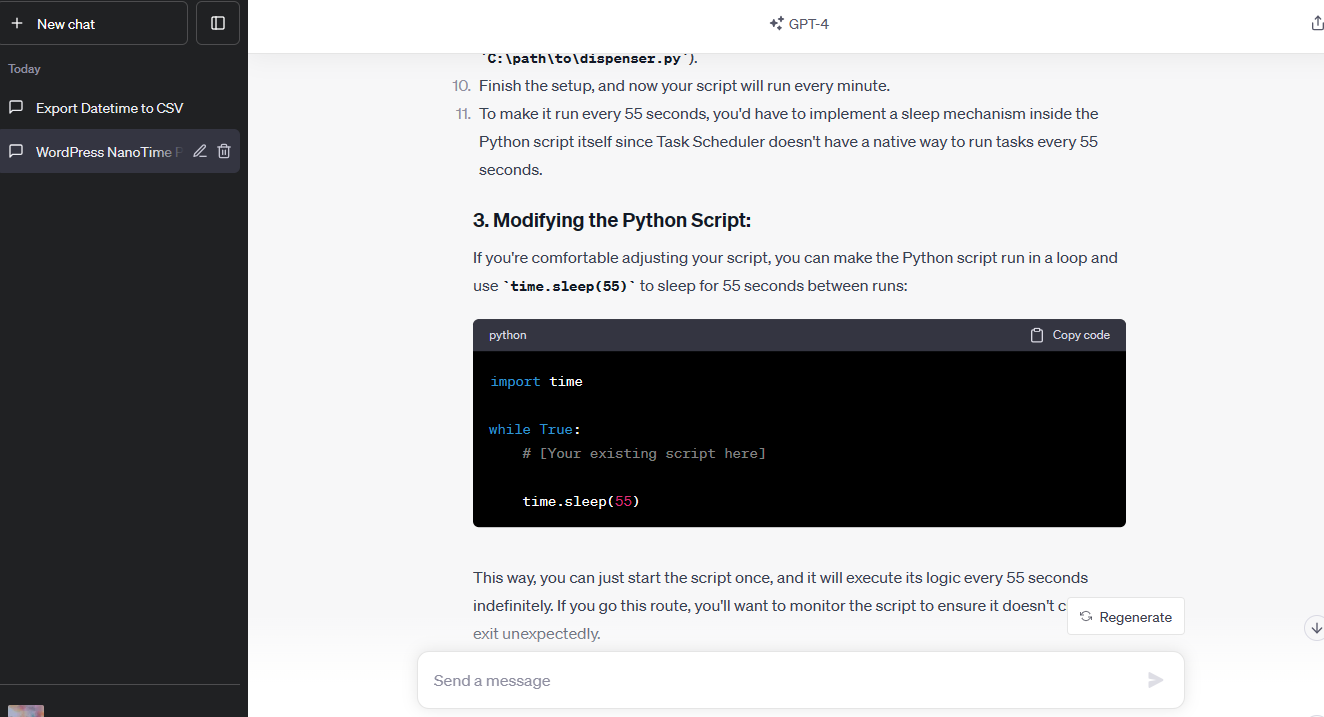 New chat
GPT-4
Today
Export Datetime to CSV
WordPress NanoTime
`C:\path\to\dispenser.py`).
10. Finish the setup, and now your script will run every minute.
11. To make it run every 55 seconds, you'd have to implement a sleep mechanism inside the
Python script itself since Task Scheduler doesn't have a native way to run tasks every 55
seconds.
3. Modifying the Python Script:
If you're comfortable adjusting your script, you can make the Python script run in a loop and
use `time.sleep(55)` to sleep for 55 seconds between runs:
python
Copy code
import time
while True:
# [Your existing script here]
time.sleep(55)
This way, you can just start the script once, and it will execute its logic every 55 seconds
indefinitely. If you go this route, you'll want to monitor the script to ensure it doesn't
exit unexpectedly.
Regenerate
Send a message